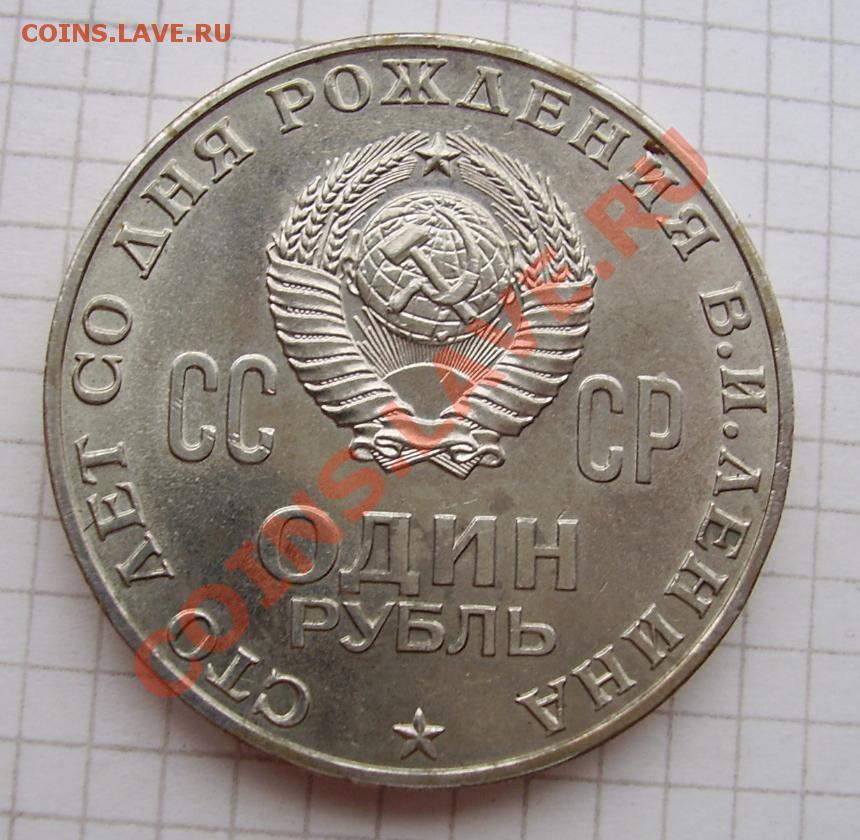 COINS.LAVE.RU
СТО ЛЕТ СО ДНЯ РОЖДЕНИЯ В.И.ЛЕНИНА
СС СР
ОДИН
РУБЛЬ
COINS.LAVE.RU